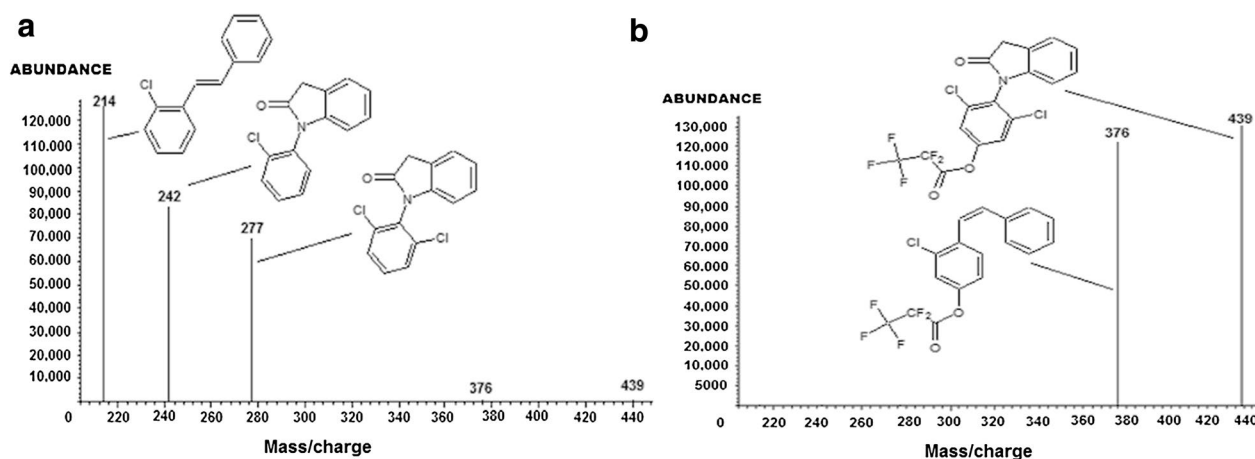 a
ABUNDANCE
214
242
277
376
439
120.000
110.000
100.000
90.000
80,000
70.000
60.000
50.000
40.000
30.000
20.000
10,000
0
220
240
260
280
300
320
340
360
380
400
420
440
Mass/charge
Cl
O
N
Cl
O
N
Cl
Cl
b
ABUNDANCE
376
439
130,000
120.000
110.000
100.000
90,000
80.000
70.000
60.000
50.000
40.000
30.000
20.000
10.000
5000
0
220
240
260
280
300
320
340
360
380
400
420
440
Mass/charge
O
N
Cl
Cl
F
F
F
CF2
O
O
Cl
F
F
F
CF2
O
O